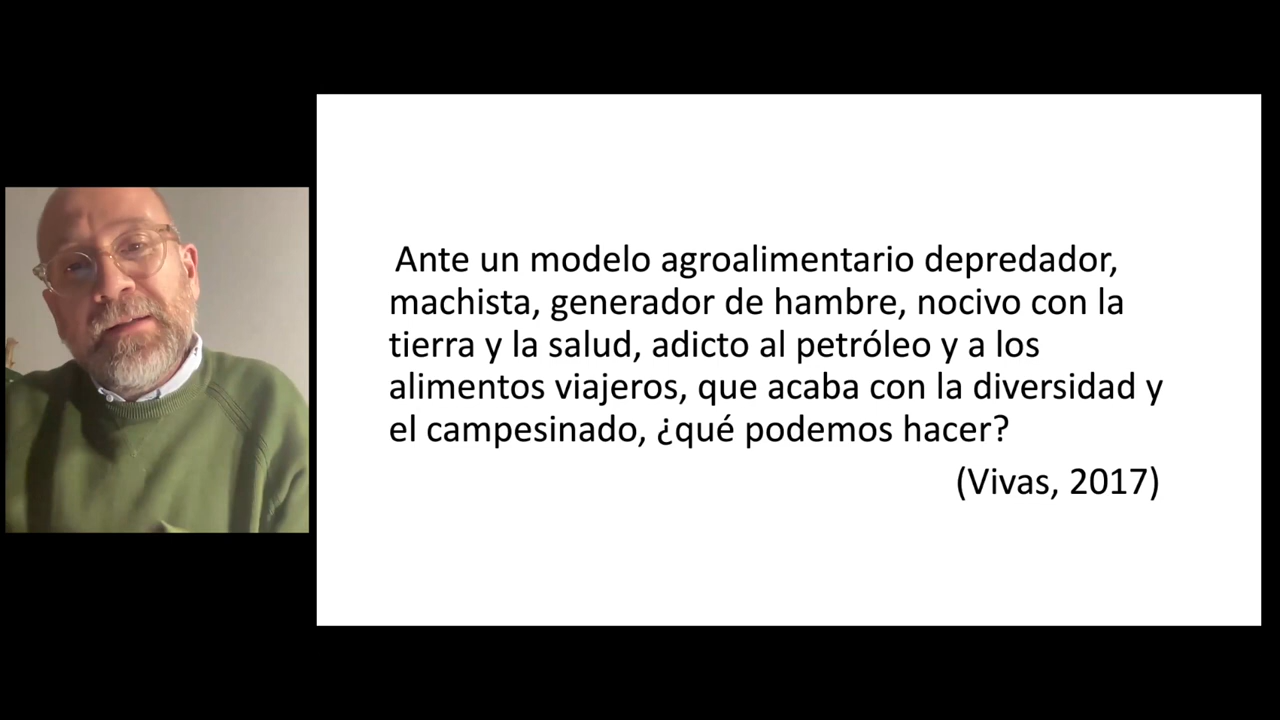 Ante un modelo agroalimentario depredador,
machista, generador de hambre, nocivo con la
tierra y la salud, adicto al petróleo y a los
alimentos viajeros, que acaba con la diversidad y
el campesinado, ¿qué podemos hacer?
(Vivas, 2017)